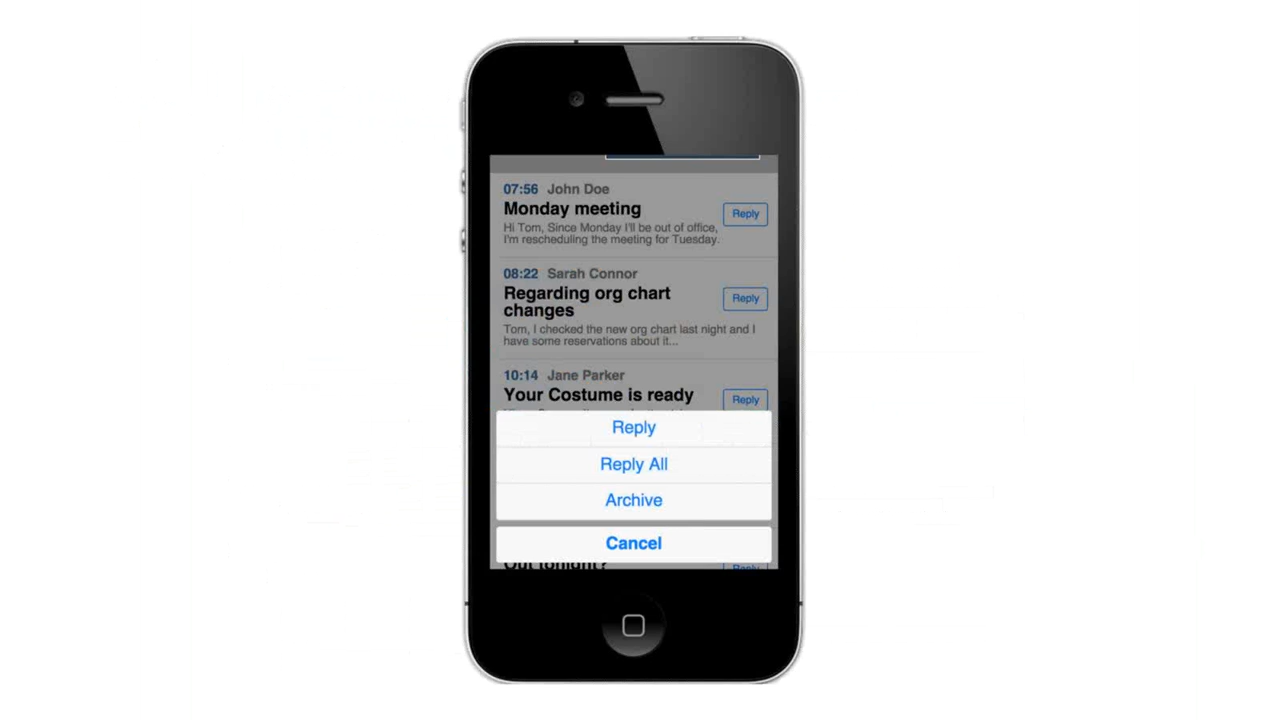 07:56 John Doe
Monday meeting
Reply
Hi Tom, Since Monday I'll be out of office,
I'm rescheduling the meeting for Tuesday.
08:22 Sarah Connor
Regarding org chart
changes
Reply
Tom, I checked the new org chart last night and I
have some reservations about it...
10:14 Jane Parker
Your Costume is ready
Reply
Reply
Reply All
Archive
Cancel
Out tonight?
Reply